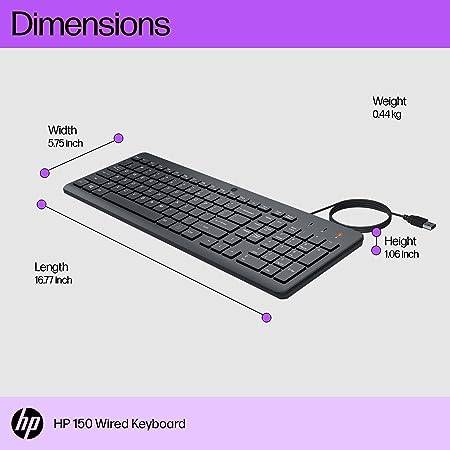 Dimensions
Weight
0.44 kg
Width
5.75 inch
Height
1.06 inch
Length
16.77 inch
hp
HP 150 Wired Keyboard